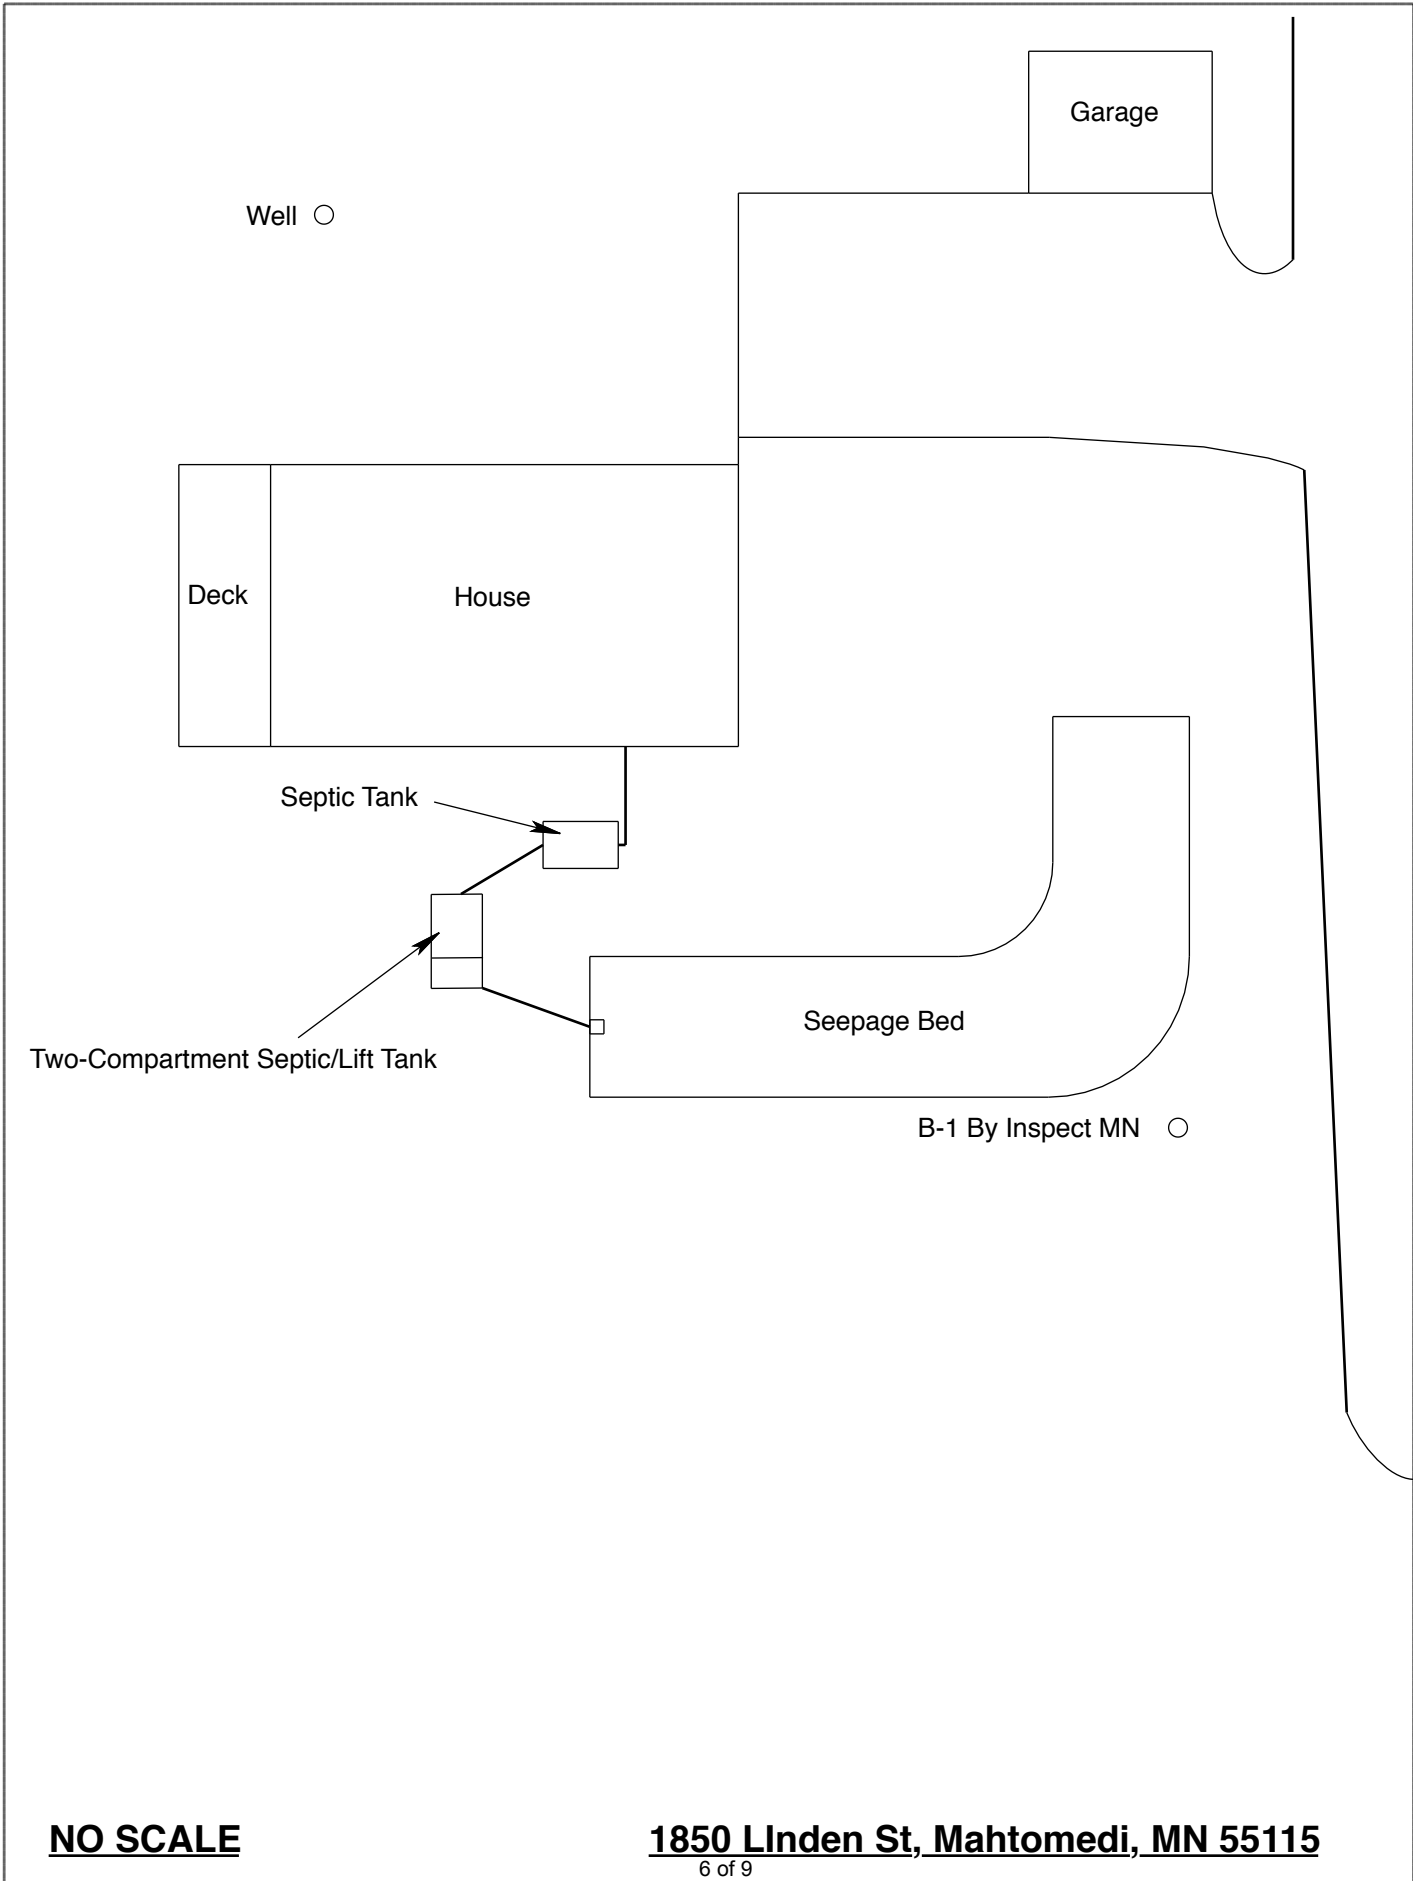 Garage
Well
Deck
House
Septic Tank
Seepage Bed
Two-Compartment Septic/Lift Tank
B-1 By Inspect MN
NO SCALE
1850 LInden St, Mahtomedi, MN 55115
6 of 9